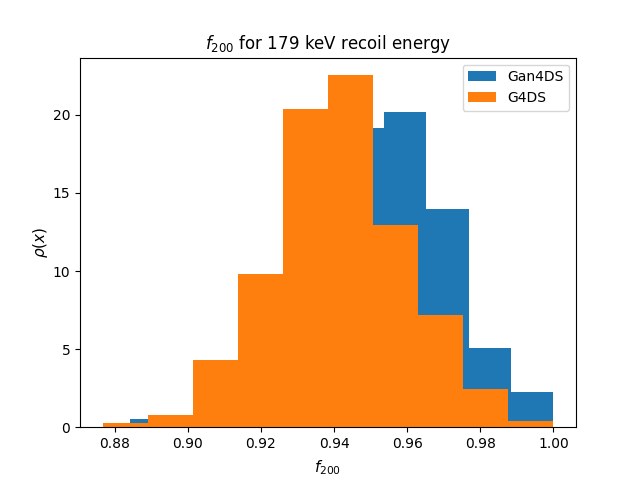 f₂₀₀ for 179 keV recoil energy
Gan4DS
G4DS
ρ(x)
20
15
10
5
0
0.88 0.90 0.92 0.94 0.96 0.98 1.00
f₂₀₀